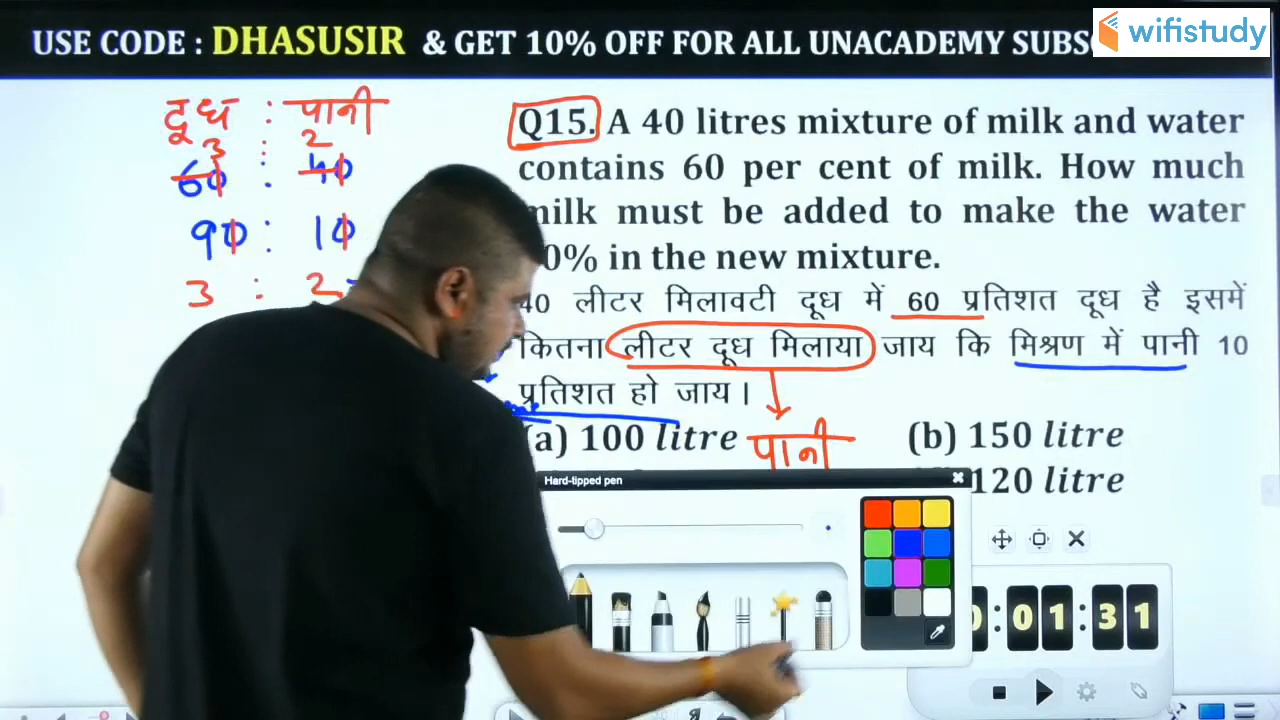 USE CODE : DHASUSIR & GET 10% OFF FOR ALL UNACADEMY
wifistudy
दूध : पानी
3 : 2
60 : 40
90 : 10
3 : 2
Q15. A 40 litres mixture of milk and water
contains 60 per cent of milk. How much
milk must be added to make the water
0% in the new mixture.
40 लीटर मिलावटी दूध में 60 प्रतिशत दूध है इसमें
कितना लीटर दूध मिलाया जाय कि मिश्रण में पानी 10
प्रतिशत हो जाय।
(a) 100 litre
पानी
(b) 150 litre
120 litre
Hard-tipped pen
0:01:31